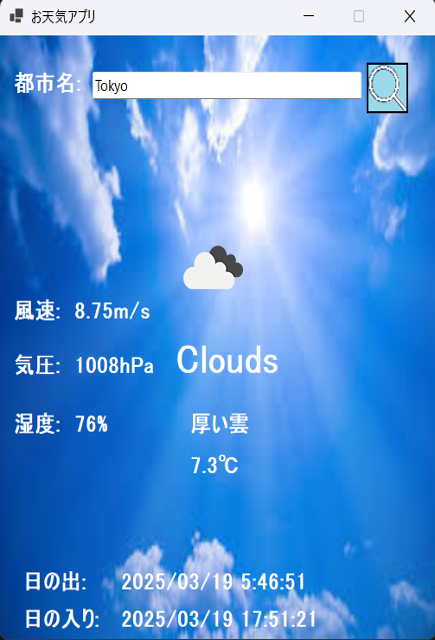 お天気アプリ
都市名: Tokyo
風速: 8.75m/s
気圧: 1008hPa
Clouds
湿度: 76%
厚い雲
7.3℃
日の出: 2025/03/19 5:46:51
日の入り: 2025/03/19 17:51:21